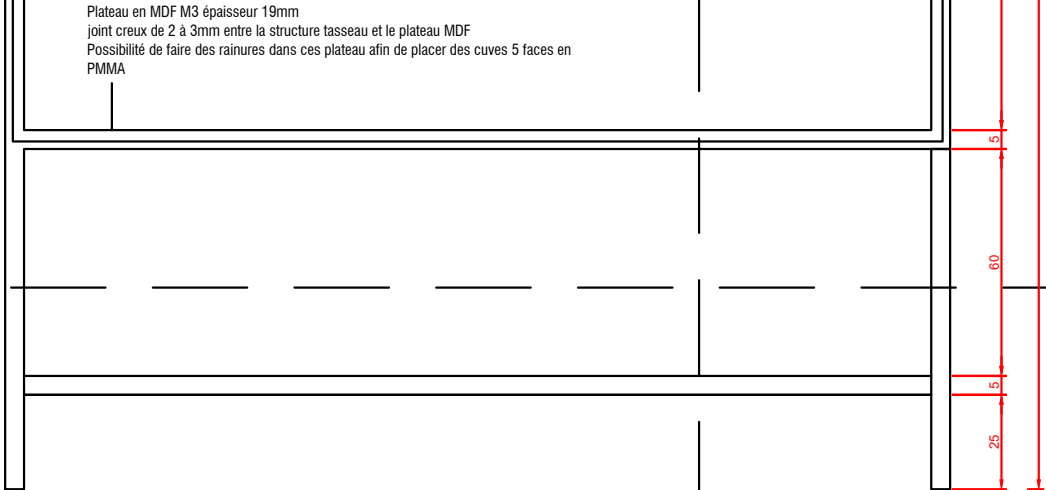 Plateau en MDF M3 épaisseur 19mm
joint creux de 2 à 3mm entre la structure tasseau et le plateau MDF
Possibilité de faire des rainures dans ces plateau afin de placer des cuves 5 faces en
PMMA
5
60
5
25